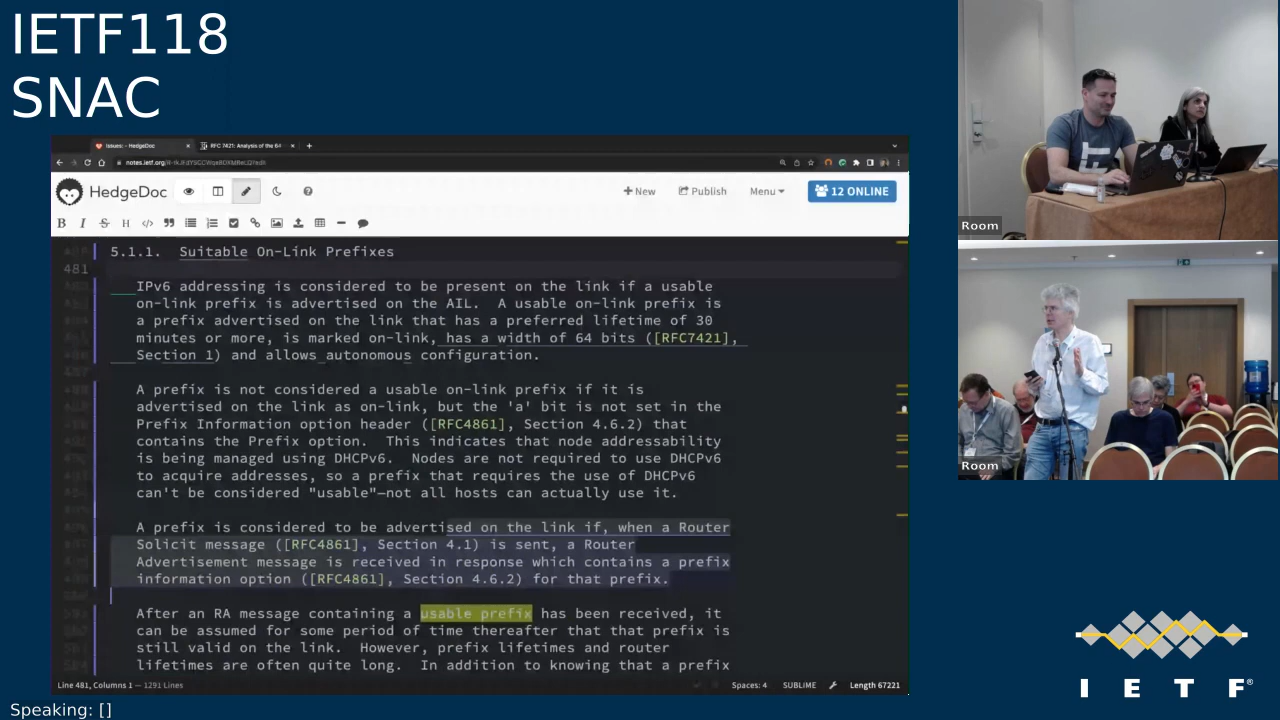 IETF118
SNAC
Issues: - HedgeDoc
RFC 7421: Analysis of the 64
HedgeDoc
New
Publish
Menu
12 ONLINE
B I S H
5.1.1. Suitable On-Link Prefixes
481
IPv6 addressing is considered to be present on the link if a usable
on-link prefix is advertised on the AIL. A usable on-link prefix is
a prefix advertised on the link that has a preferred lifetime of 30
minutes or more, is marked on-link, has a width of 64 bits ([RFC7421],
Section 1) and allows autonomous configuration.
A prefix is not considered a usable on-link prefix if it is
advertised on the link as on-link, but the 'a' bit is not set in the
Prefix Information option header ([RFC4861], Section 4.6.2) that
contains the Prefix option. This indicates that node addressability
is being managed using DHCPv6. Nodes are not required to use DHCPv6
to acquire addresses, so a prefix that requires the use of DHCPv6
can't be considered "usable"—not all hosts can actually use it.
A prefix is considered to be advertised on the link if, when a Router
Solicit message ([RFC4861], Section 4.1) is sent, a Router
Advertisement message is received in response which contains a prefix
information option ([RFC4861], Section 4.6.2) for that prefix.
After an RA message containing a usable prefix has been received, it
can be assumed for some period of time thereafter that that prefix is
still valid on the link. However, prefix lifetimes and router
lifetimes are often quite long. In addition to knowing that a prefix
Line 481, Columns 1 — 1291 Lines
Spaces: 4
SUBLIME
Length 67221
Room
Room
IETF®
Speaking: []